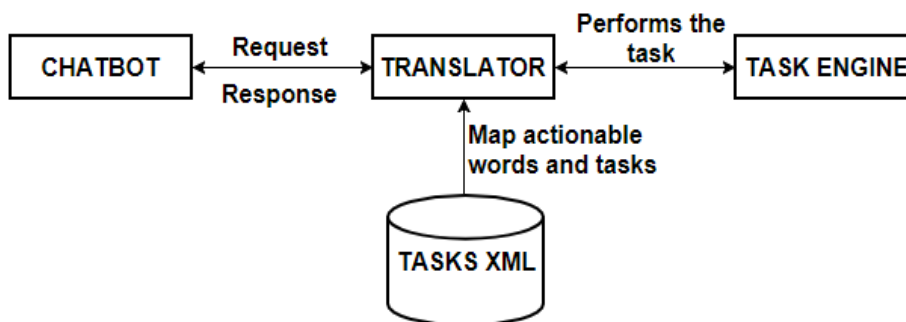 Performs the
task
Request
CHATBOT
TRANSLATOR
TASK ENGINE
Response
Map actionable
words and tasks
TASKS XML